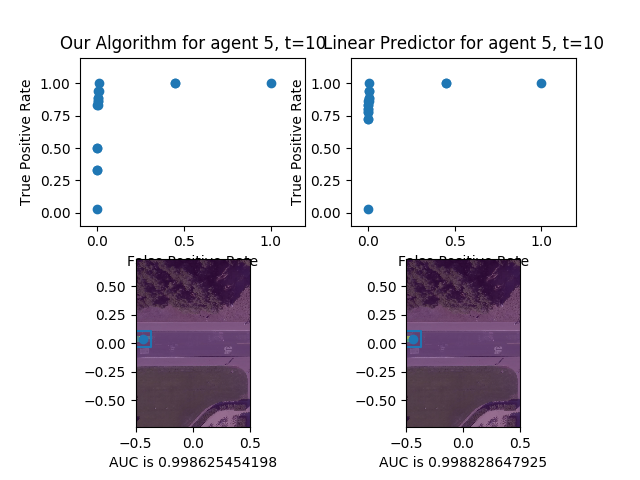 Our Algorithm for agent 5, t=10
Linear Predictor for agent 5, t=10
True Positive Rate
1.00
0.75
0.50
0.25
0.00
0.0 0.5 1.0
False Positive Rate
True Positive Rate
1.00
0.75
0.50
0.25
0.00
0.0 0.5 1.0
False Positive Rate
0.50
0.25
0.00
−0.25
−0.50
−0.5 0.0 0.5
AUC is 0.998625454198
0.50
0.25
0.00
−0.25
−0.50
−0.5 0.0 0.5
AUC is 0.998828647925